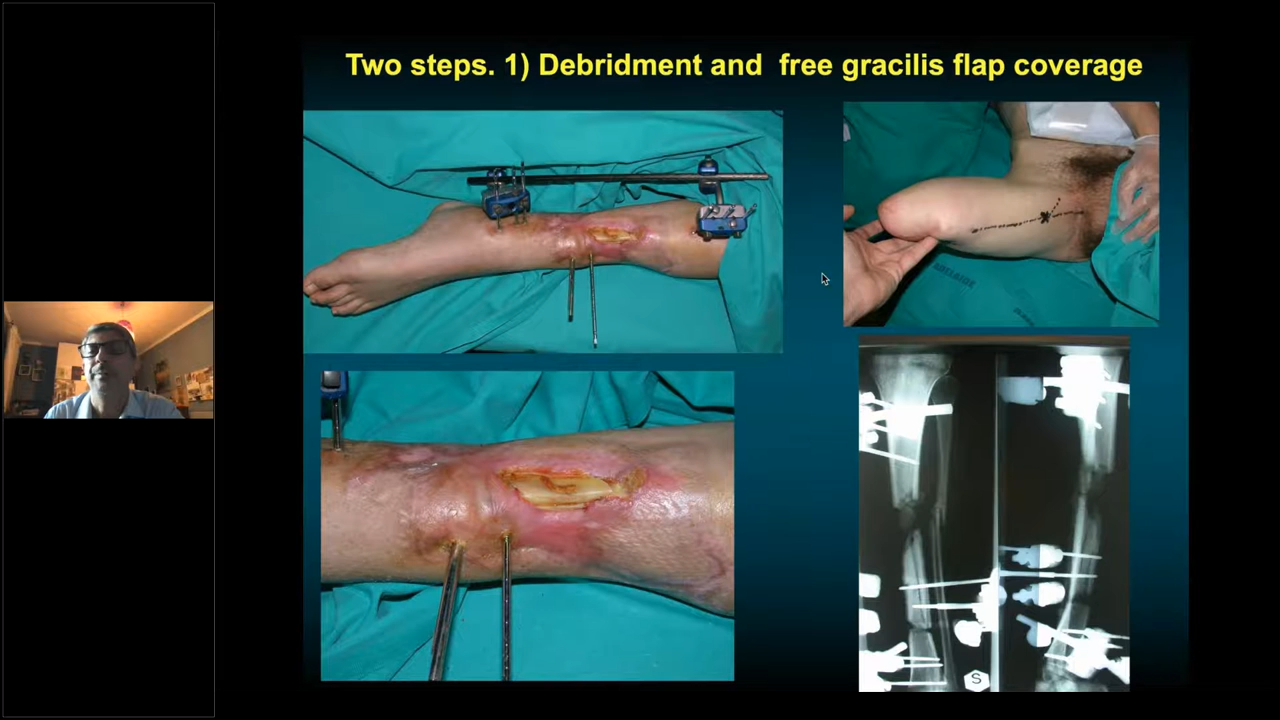 Two steps. 1) Debridment and free gracilis flap coverage
S